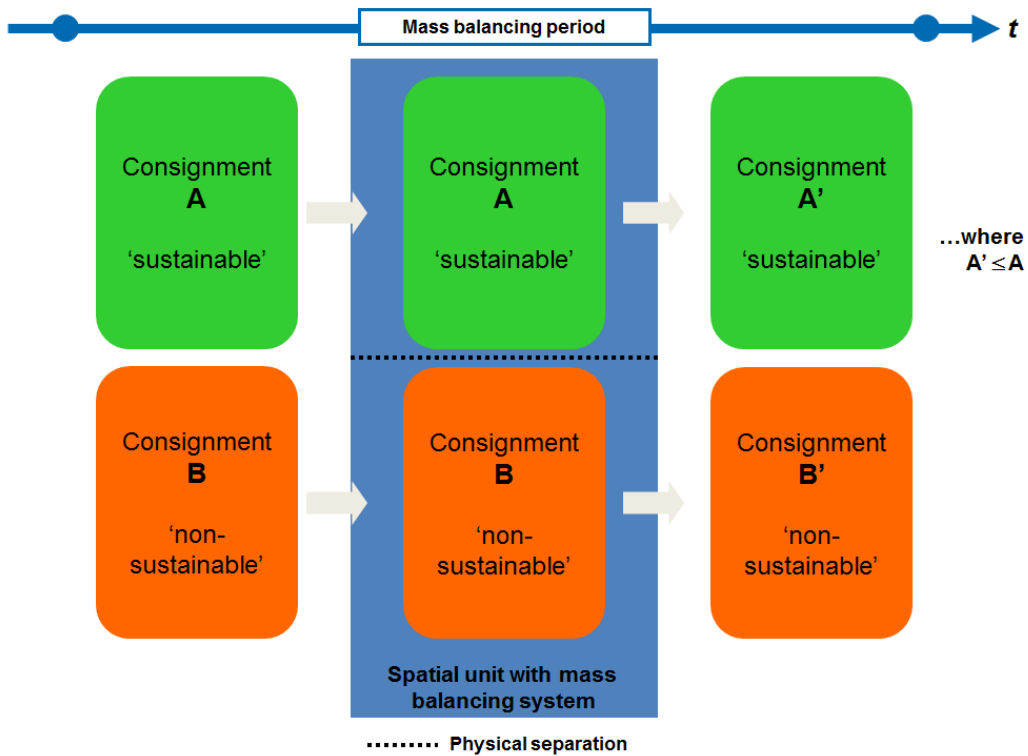 Mass balancing period
t
Consignment
A
‘sustainable’
Consignment
A
‘sustainable’
Consignment
A’
‘sustainable’
…where
A’ ≤ A
Consignment
B
‘non-
sustainable’
Consignment
B
‘non-
sustainable’
Consignment
B’
‘non-
sustainable’
Spatial unit with mass
balancing system
Physical separation